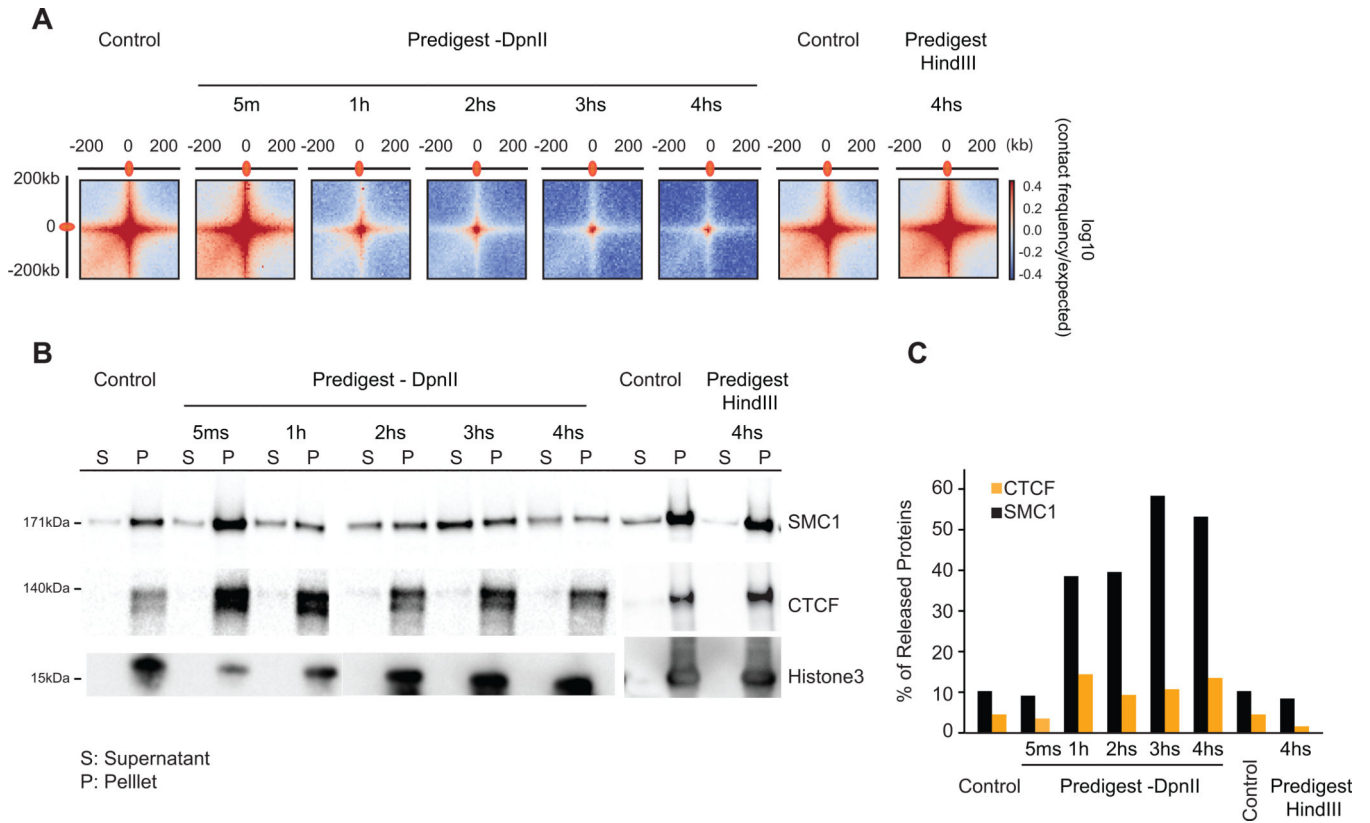 A
Control
Predigest -DpnII
Control
Predigest
HindIII
5m 1h 2hs 3hs 4hs 4hs
-200 0 200 -200 0 200 -200 0 200 -200 0 200 -200 0 200 -200 0 200 -200 0 200 -200 0 200 (kb)
200kb
0
-200kb
0.4
0.2
0.0
-0.2
-0.4
log10
(contact frequency/expected)
B
Control
Predigest - DpnII
Control
Predigest
HindIII
5ms 1h 2hs 3hs 4hs 4hs
S P S P S P S P S P S P S P S P
171kDa
SMC1
140kDa
CTCF
15kDa
Histone3
S: Supernatant
P: Pelllet
C
% of Released Proteins
60
50
40
30
20
10
0
CTCF
SMC1
5ms 1h 2hs 3hs 4hs 4hs
Control
Predigest -DpnII
Control
Predigest
HindIII